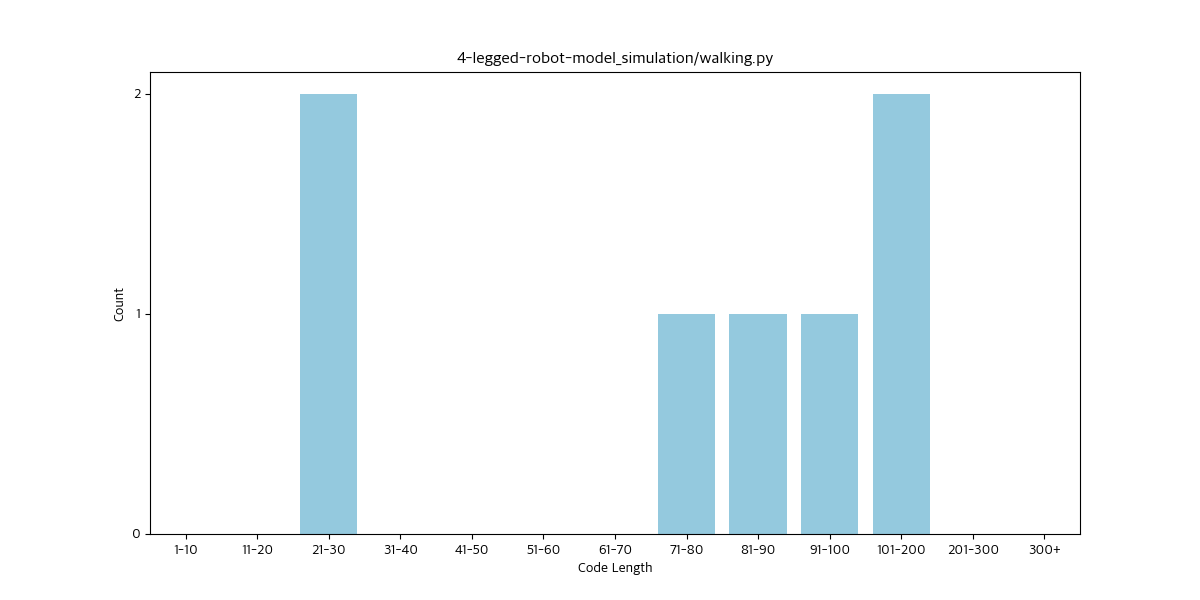 4-legged-robot-model_simulation/walking.py
Count
2
1
0
1-10 11-20 21-30 31-40 41-50 51-60 61-70 71-80 81-90 91-100 101-200 201-300 300+
Code Length